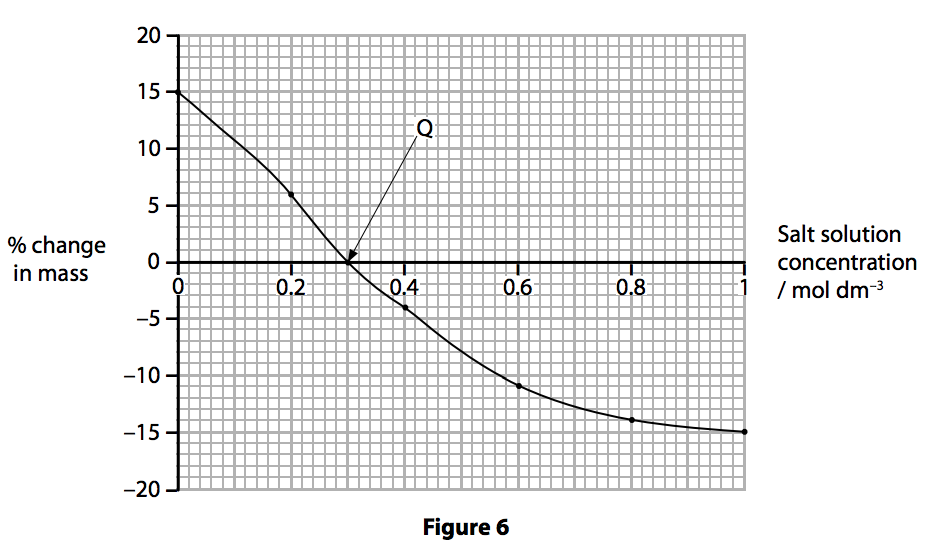 20
15
Q
10
5
% change
in mass
0
Salt solution
concentration
/ mol dm⁻³
0 0.2 0.4 0.6 0.8 1
−5
−10
−15
−20
Figure 6